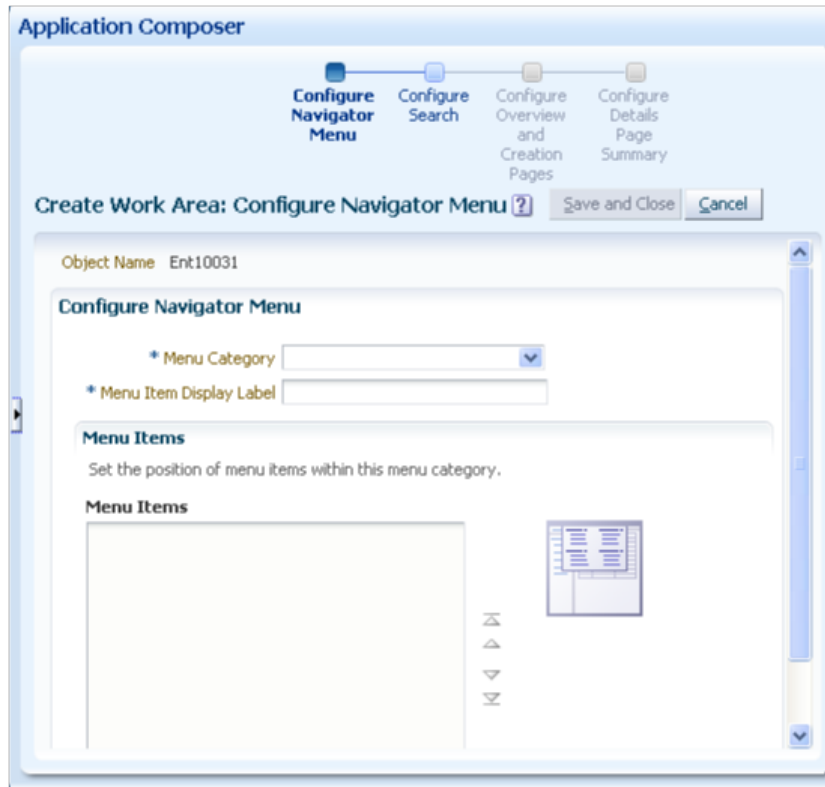 Application Composer
Configure Navigator Menu
Configure Search
Configure Overview and Creation Pages
Configure Details Page Summary
Create Work Area: Configure Navigator Menu ? Save and Close Cancel
Object Name Ent10031
Configure Navigator Menu
* Menu Category
* Menu Item Display Label
Menu Items
Set the position of menu items within this menu category.
Menu Items